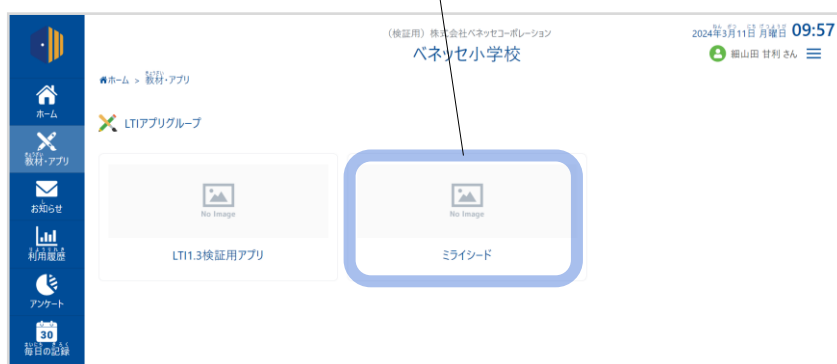 (検証用) 株式会社ベネッセコーポレーション
ベネッセ小学校
2024年3月11日 月曜日 09:57
細山田 甘利 さん
ホーム > 教材・アプリ
LTIアプリグループ
No Image
LTI1.3検証用アプリ
No Image
ミライシード
ホーム
教材・アプリ
お知らせ
利用履歴
アンケート
30
毎日の記録